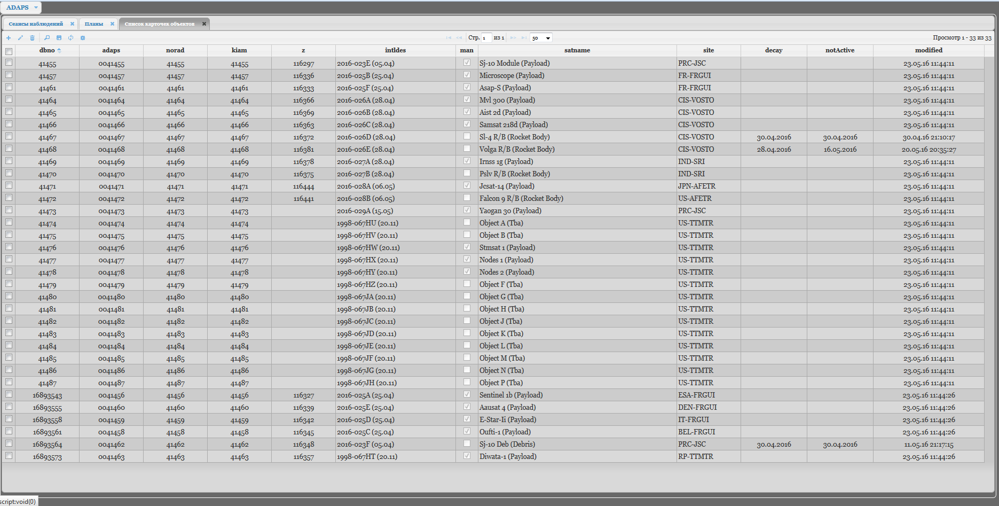 ADAPS
Сеансы наблюдений Планы Список карточек объектов
Стр. 1 из 1 50 Просмотр 1 - 33 из 33
dbno adaps norad kiam z intldes man satname site decay notActive modified
41455 0041455 41455 41455 116297 2016-023E (05.04) Sj-10 Module (Payload) PRC-JSC 23.05.16 11:44:11
41457 0041457 41457 41457 116336 2016-025B (25.04) Microscope (Payload) FR-FRGUI 23.05.16 11:44:11
41461 0041461 41461 41461 116333 2016-025F (25.04) Asap-S (Payload) FR-FRGUI 23.05.16 11:44:11
41464 0041464 41464 41464 116366 2016-026A (28.04) Mvl 300 (Payload) CIS-VOSTO 23.05.16 11:44:11
41465 0041465 41465 41465 116369 2016-026B (28.04) Aist 2d (Payload) CIS-VOSTO 23.05.16 11:44:11
41466 0041466 41466 41466 116363 2016-026C (28.04) Samsat 218d (Payload) CIS-VOSTO 23.05.16 11:44:11
41467 0041467 41467 41467 116372 2016-026D (28.04) Sl-4 R/B (Rocket Body) CIS-VOSTO 30.04.2016 30.04.2016 30.04.16 21:10:17
41468 0041468 41468 41468 116381 2016-026E (28.04) Volga R/B (Rocket Body) CIS-VOSTO 28.04.2016 16.05.2016 20.05.16 20:35:27
41469 0041469 41469 41469 116378 2016-027A (28.04) Irnss 1g (Payload) IND-SRI 23.05.16 11:44:11
41470 0041470 41470 41470 116375 2016-027B (28.04) Pslv R/B (Rocket Body) IND-SRI 23.05.16 11:44:11
41471 0041471 41471 41471 116444 2016-028A (06.05) Jcsat-14 (Payload) JPN-AFETR 23.05.16 11:44:11
41472 0041472 41472 41472 116441 2016-028B (06.05) Falcon 9 R/B (Rocket Body) US-AFETR 23.05.16 11:44:11
41473 0041473 41473 41473 2016-029A (15.05) Yaogan 30 (Payload) PRC-JSC 23.05.16 11:44:11
41474 0041474 41474 41474 1998-067HU (20.11) Object A (Tba) US-TTMTR 23.05.16 11:44:11
41475 0041475 41475 41475 1998-067HV (20.11) Object B (Tba) US-TTMTR 23.05.16 11:44:11
41476 0041476 41476 41476 1998-067HW (20.11) Stmsat 1 (Payload) US-TTMTR 23.05.16 11:44:11
41477 0041477 41477 41477 1998-067HX (20.11) Nodes 1 (Payload) US-TTMTR 23.05.16 11:44:11
41478 0041478 41478 41478 1998-067HY (20.11) Nodes 2 (Payload) US-TTMTR 23.05.16 11:44:11
41479 0041479 41479 41479 1998-067HZ (20.11) Object F (Tba) US-TTMTR 23.05.16 11:44:11
41480 0041480 41480 41480 1998-067JA (20.11) Object G (Tba) US-TTMTR 23.05.16 11:44:11
41481 0041481 41481 41481 1998-067JB (20.11) Object H (Tba) US-TTMTR 23.05.16 11:44:11
41482 0041482 41482 41482 1998-067JC (20.11) Object J (Tba) US-TTMTR 23.05.16 11:44:11
41483 0041483 41483 41483 1998-067JD (20.11) Object K (Tba) US-TTMTR 23.05.16 11:44:11
41484 0041484 41484 41484 1998-067JE (20.11) Object L (Tba) US-TTMTR 23.05.16 11:44:11
41485 0041485 41485 41485 1998-067JF (20.11) Object M (Tba) US-TTMTR 23.05.16 11:44:11
41486 0041486 41486 41486 1998-067JG (20.11) Object N (Tba) US-TTMTR 23.05.16 11:44:11
41487 0041487 41487 41487 1998-067JH (20.11) Object P (Tba) US-TTMTR 23.05.16 11:44:11
16893543 0041456 41456 41456 116327 2016-025A (25.04) Sentinel 1b (Payload) ESA-FRGUI 23.05.16 11:44:26
16893555 0041460 41460 41460 116339 2016-025E (25.04) Aausat 4 (Payload) DEN-FRGUI 23.05.16 11:44:26
16893558 0041459 41459 41459 116342 2016-025D (25.04) E-Star-Ii (Payload) IT-FRGUI 23.05.16 11:44:26
16893561 0041458 41458 41458 116345 2016-025C (25.04) Oufti-1 (Payload) BEL-FRGUI 23.05.16 11:44:26
16893564 0041462 41462 41462 116348 2016-023F (05.04) Sj-10 Deb (Debris) PRC-JSC 30.04.2016 30.04.2016 11.05.16 21:17:15
16893573 0041463 41463 41463 116357 1998-067HT (20.11) Diwata-1 (Payload) RP-TTMTR 23.05.16 11:44:26
script:void(0)